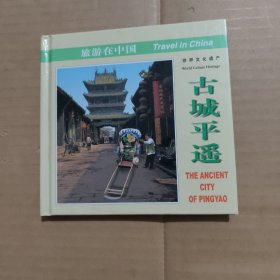 旅游在中国 Travel In China
世界文化遗产
World Culture Heritage
古城平遥
THE ANCIENT
CITY
OF PINGYAO